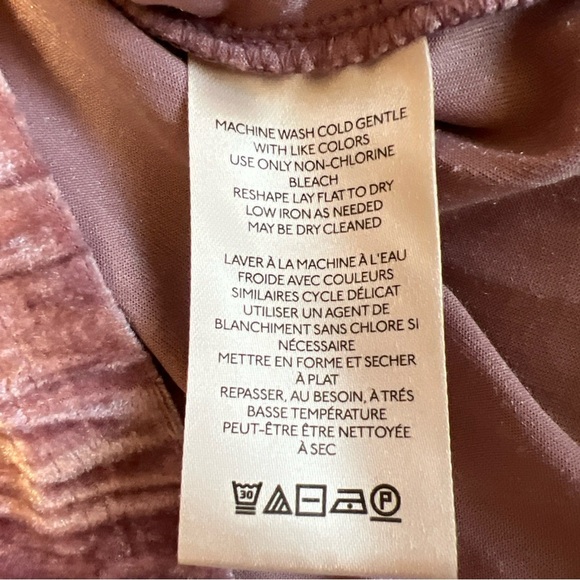 MACHINE WASH COLD GENTLE
WITH LIKE COLORS
USE ONLY NON-CHLORINE
BLEACH
RESHAPE LAY FLAT TO DRY
LOW IRON AS NEEDED
MAY BE DRY CLEANED
LAVER À LA MACHINE À L'EAU
FROIDE AVEC COULEURS
SIMILAIRES CYCLE DÉLICAT
UTILISER UN AGENT DE
BLANCHIMENT SANS CHLORE SI
NÉCESSAIRE
METTRE EN FORME ET SECHER
À PLAT
REPASSER, AU BESOIN, À TRÉS
BASSE TEMPÉRATURE
PEUT-ÊTRE ÊTRE NETTOYÉE
À SEC
30 P